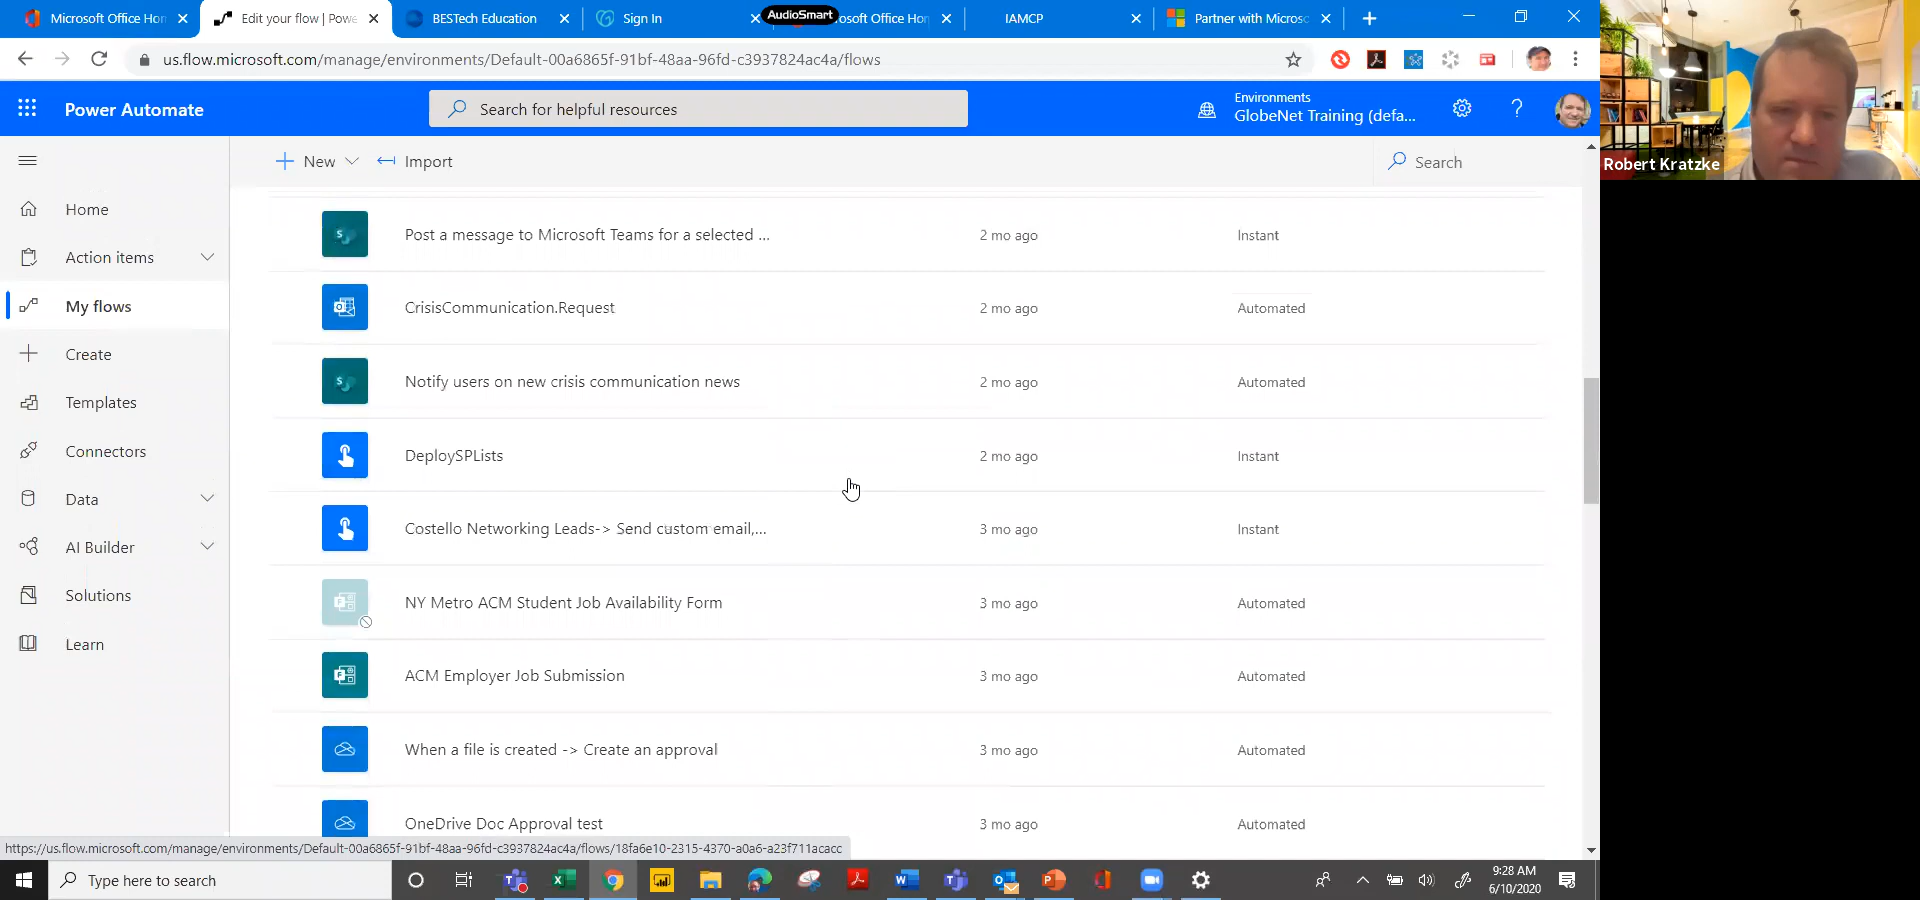 Microsoft Office Hor
Edit your flow | Powe
BESTech Education
Sign In
AudioSmart
osoft Office Hor
IAMCP
Partner with Microsc
us.flow.microsoft.com/manage/environments/Default-00a6865f-91bf-48aa-96fd-c3937824ac4a/flows
Power Automate
Search for helpful resources
Environments
GlobeNet Training (defa...
Robert Kratzke
New
Import
Search
Home
Action items
My flows
Create
Templates
Connectors
Data
AI Builder
Solutions
Learn
Post a message to Microsoft Teams for a selected ... 2 mo ago Instant
CrisisCommunication.Request 2 mo ago Automated
Notify users on new crisis communication news 2 mo ago Automated
DeploySPLists 2 mo ago Instant
Costello Networking Leads-> Send custom email,... 3 mo ago Instant
NY Metro ACM Student Job Availability Form 3 mo ago Automated
ACM Employer Job Submission 3 mo ago Automated
When a file is created -> Create an approval 3 mo ago Automated
OneDrive Doc Approval test 3 mo ago Automated
https://us.flow.microsoft.com/manage/environments/Default-00a6865f-91bf-48aa-96fd-c3937824ac4a/flows/18fa6e10-2315-4370-a0a6-a23f711acacc
Type here to search
9:28 AM
6/10/2020